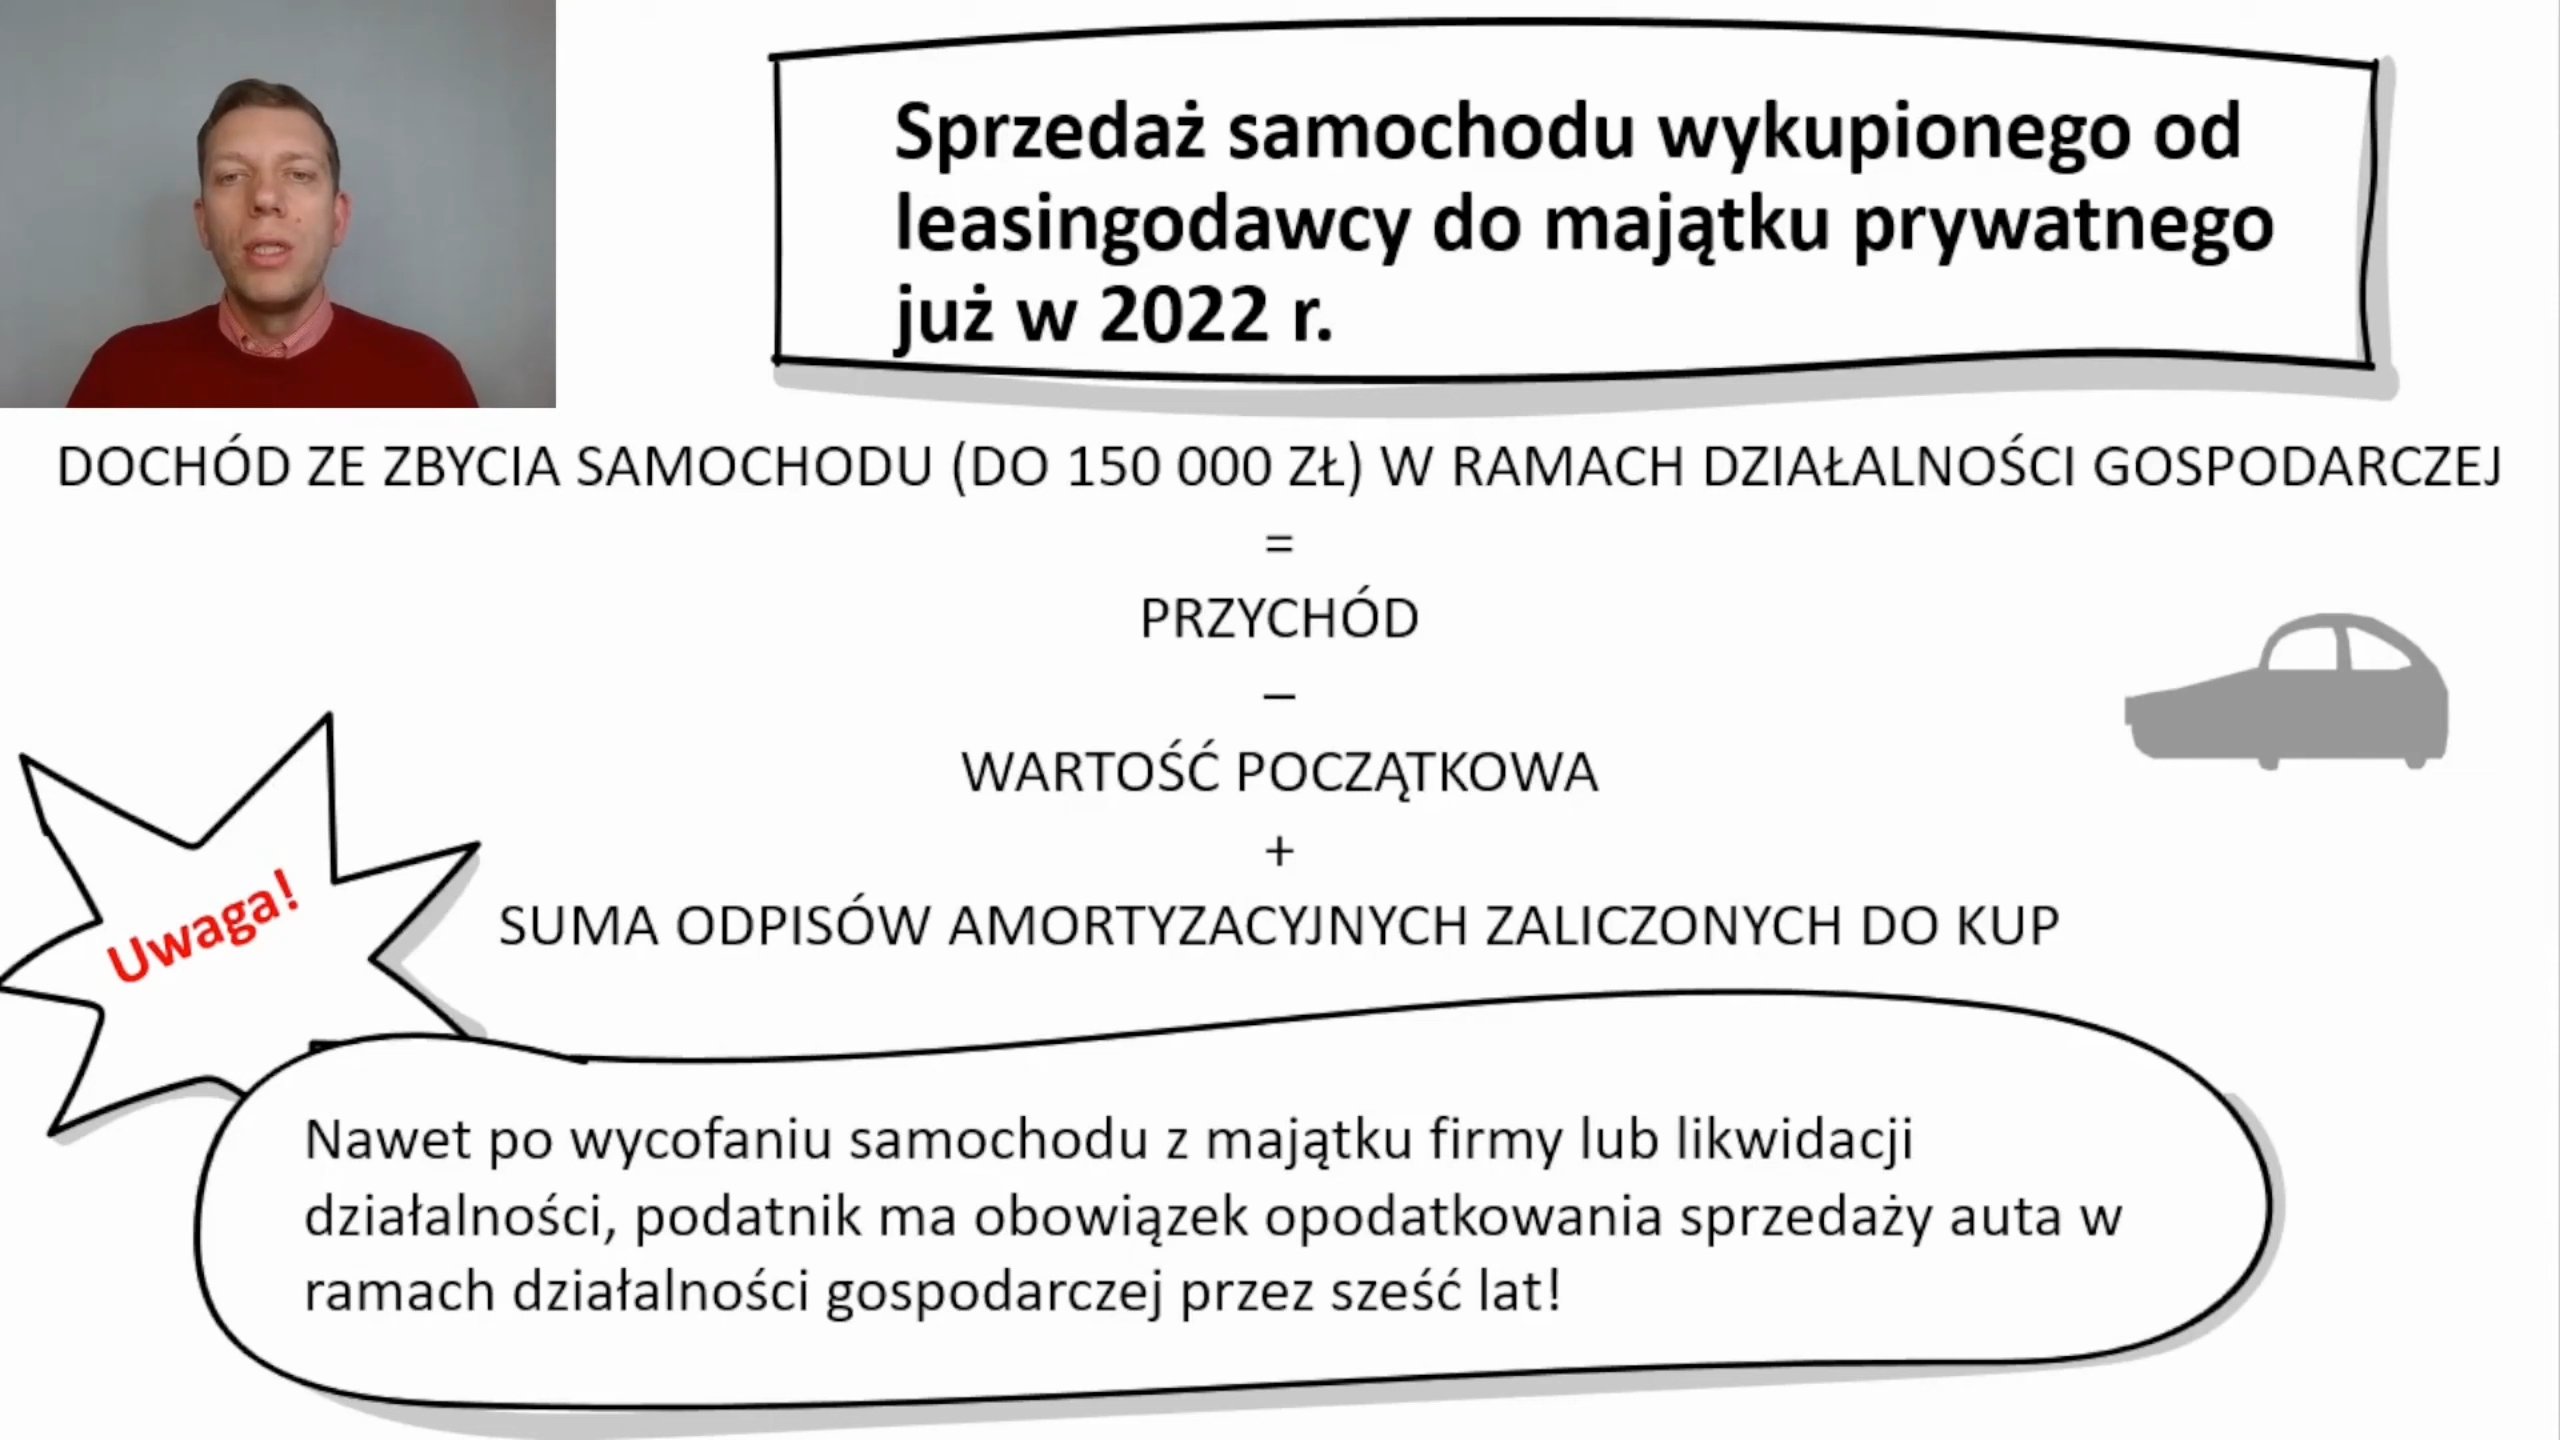 Sprzedaż samochodu wykupionego od
leasingodawcy do majątku prywatnego
już w 2022 r.
DOCHÓD ZE ZBYCIA SAMOCHODU (DO 150 000 ZŁ) W RAMACH DZIAŁALNOŚCI GOSPODARCZEJ
=
PRZYCHÓD
–
WARTOŚĆ POCZĄTKOWA
+
SUMA ODPISÓW AMORTYZACYJNYCH ZALICZONYCH DO KUP
Uwaga!
Nawet po wycofaniu samochodu z majątku firmy lub likwidacji
działalności, podatnik ma obowiązek opodatkowania sprzedaży auta w
ramach działalności gospodarczej przez sześć lat!